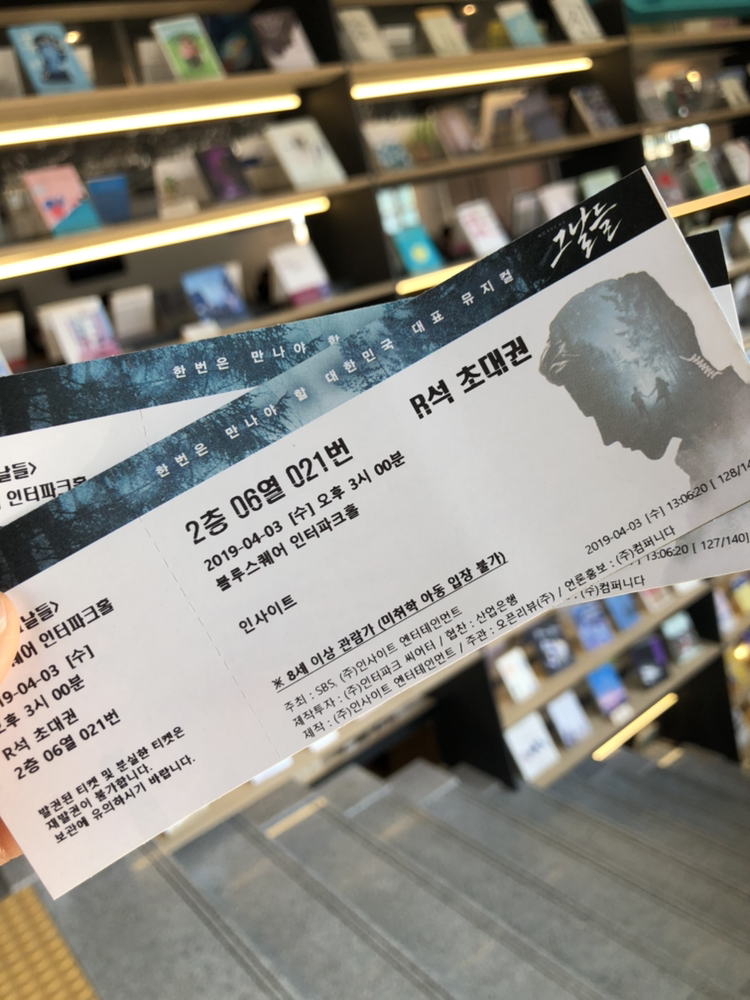 한번은 만나야 할
날들>
인터파크홀
그날들
한번은 만나야 할 대한민국 대표 뮤지컬
R석 초대권
2층 06열 021번
2019-04-03 [수] 오후 3시 00분
블루스퀘어 인터파크홀
인사이트
※ 8세 이상 관람가 (미취학 아동 입장 불가)
주최 : SBS, (주)인사이트 엔터테인먼트
제작투자 : (주)인터파크 씨어터 / 협찬 : 산업은행
제작 : (주)인사이트 엔터테인먼트 / 주관 : 오픈리뷰(주) / 언론홍보 : (주)컴퍼니다
2019-04-03 [수] 13:06:20 [ 128/14
13:06:20 [ 127/140]
(주)컴퍼니다
날들>
퀘어 인터파크홀
19-04-03 [수]
오후 3시 00분
R석 초대권
2층 06열 021번
발권된 티켓 및 분실한 티켓은
재발권이 불가합니다.
보관에 유의하시기 바랍니다.